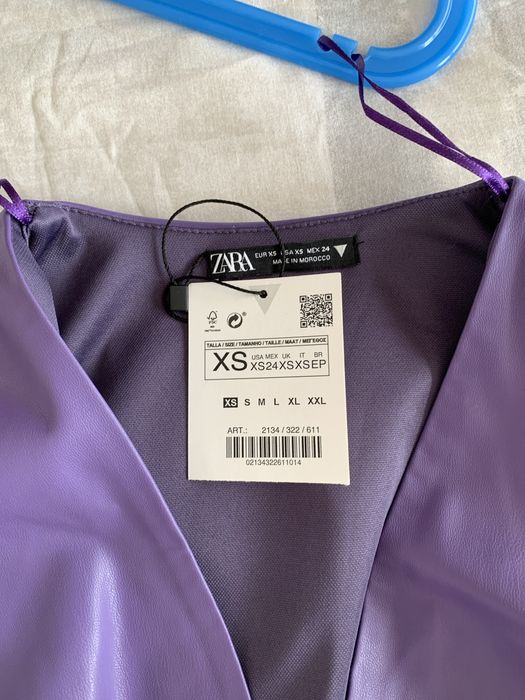 ZARA
EUR XS USA XS MEX 24
MADE IN MOROCCO
FSC
TALLA / SIZE / TAMANHO / TAILLE / MAAT / ΜΕΓΕΘΟΣ
XS
USA MEX UK IT BR
XS 24 XS XS EP
XS S M L XL XXL
ART.: 2134 / 322 / 611
02134322611014